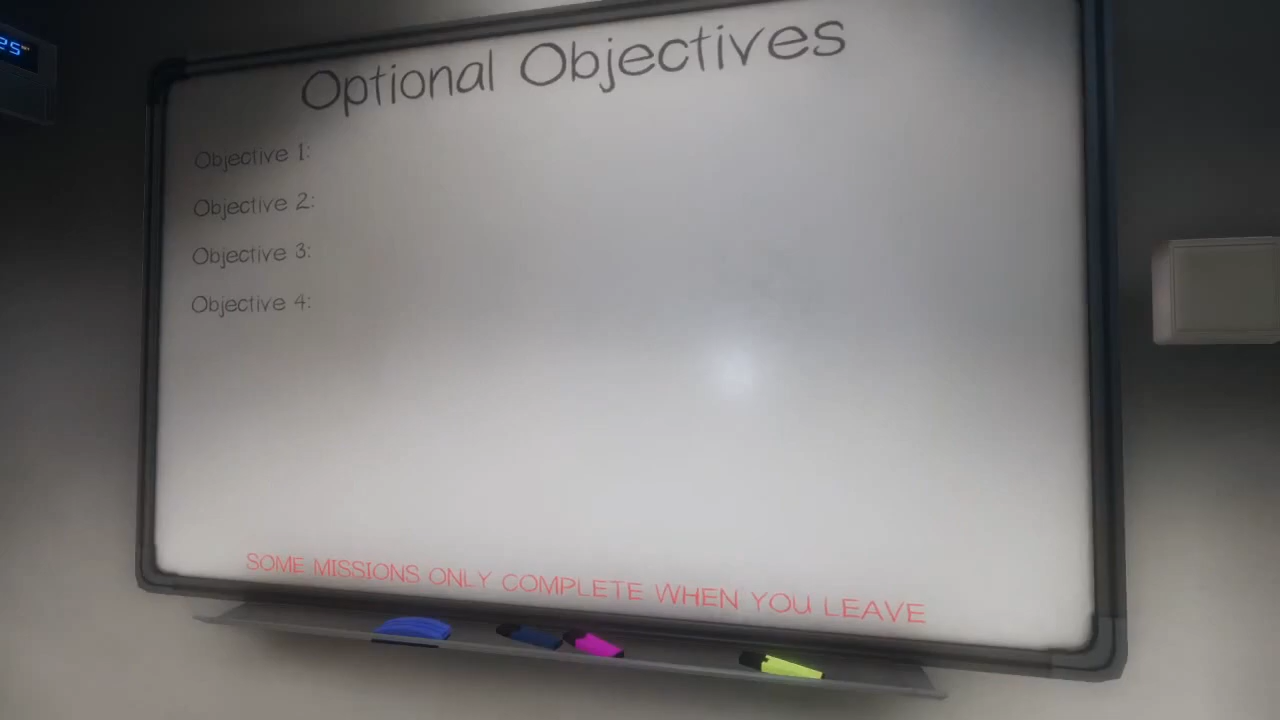 Optional Objectives
Objective 1:
Objective 2:
Objective 3:
Objective 4:
SOME MISSIONS ONLY COMPLETE WHEN YOU LEAVE